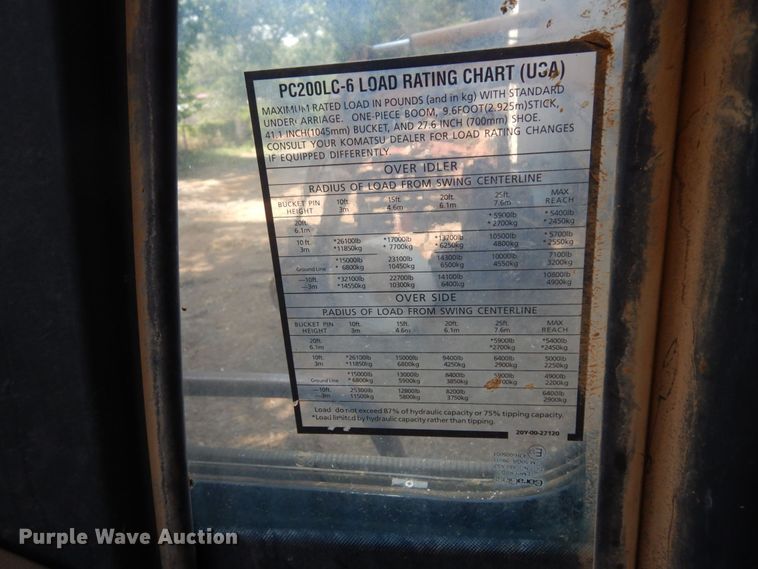 PC200LC-6 LOAD RATING CHART (USA)
MAXIMUM RATED LOAD IN POUNDS (and in kg) WITH STANDARD
UNDERCARRIAGE. ONE-PIECE BOOM, 9.6FOOT(2.925m)STICK,
41.1 INCH(1045mm) BUCKET, AND 27.6 INCH (700mm) SHOE.
CONSULT YOUR KOMATSU DEALER FOR LOAD RATING CHANGES
IF EQUIPPED DIFFERENTLY.
OVER IDLER
RADIUS OF LOAD FROM SWING CENTERLINE
BUCKET PIN 10ft. 15ft. 20ft. 25ft. MAX
HEIGHT 3m 4.6m 6.1m 7.6m REACH
20ft. *5900lb *5400lb
6.1m *2700kg *2450kg
10ft. *26100lb *17000lb *13700lb 10500lb *5700lb
3m *11850kg *7700kg *6250kg 4800kg *2550kg
*15000lb 23100lb 14300lb 10000lb 7100lb
Ground Line *6800kg 10450kg 6500kg 4550kg 3200kg
—10ft. *32100lb 22700lb 14100lb 10800lb
—3m *14550kg 10300kg 6400kg 4900kg
OVER SIDE
RADIUS OF LOAD FROM SWING CENTERLINE
BUCKET PIN 10ft. 15ft. 20ft. 25ft. MAX
HEIGHT 3m 4.6m 6.1m 7.6m REACH
20ft. *5900lb *5400lb
6.1m *2700kg *2450kg
10ft. *26100lb 15000lb 9400lb 6400lb 5000lb
3m *11850kg 6800kg 4250kg 2900kg 2250kg
*15000lb 13000lb 8400lb 5900lb 4900lb
Ground Line *6800kg 5900kg 3850kg 2200kg
—10ft. 25300lb 12800lb 8200lb 6400lb
—3m 11500kg 5800kg 3750kg 2900kg
Load do not exceed 87% of hydraulic capacity or 75% tipping capacity.
*Load limited by hydraulic capacity rather than tipping.
20Y-00-27120
Purple Wave Auction